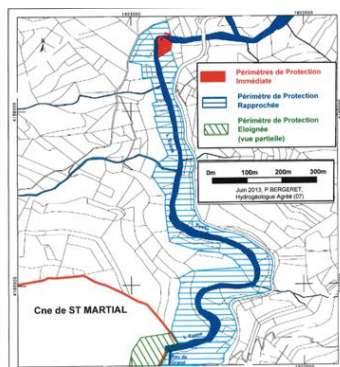 1803000
Périmètres de Protection
Immédiate
Périmètre de Protection
Rapprochée
Périmètre de Protection
Eloignée
(vue partielle)
0m 100m 200m 300m
Juin 2013, P.BERGERET,
Hydrogéologue Agréé (07)
Cne de ST MARTIAL